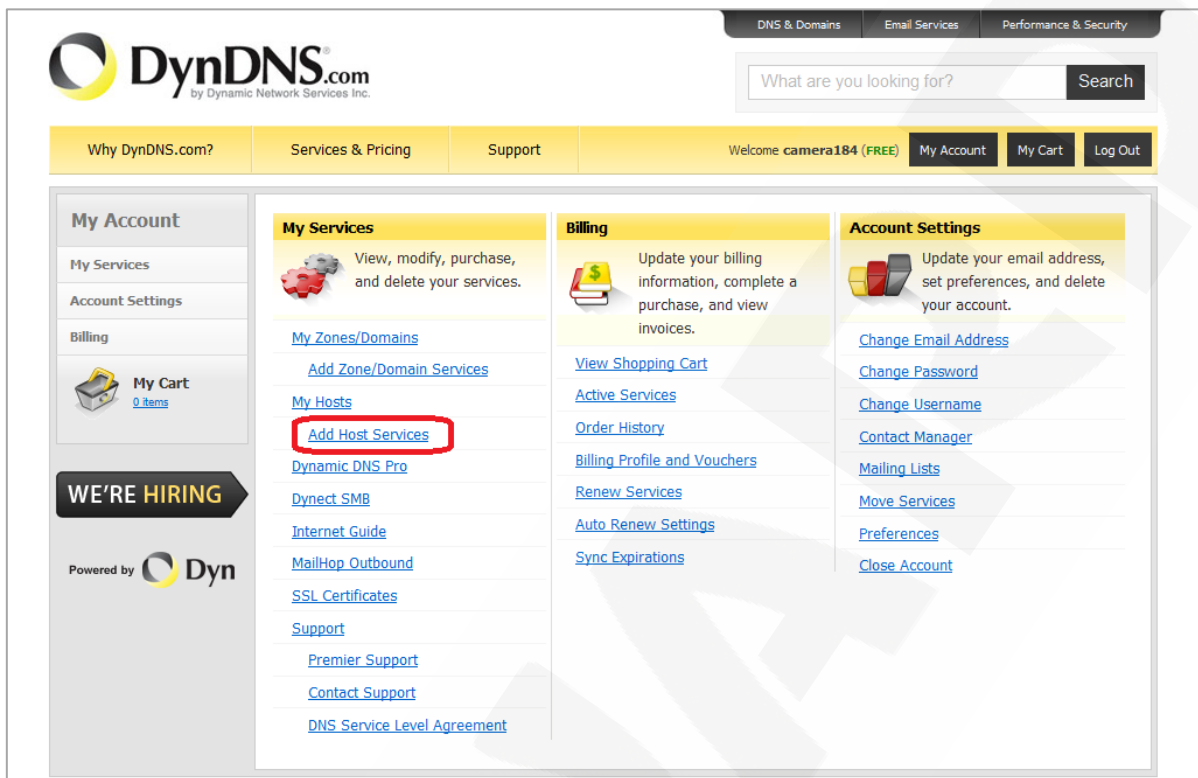 DNS & Domains
Email Services
Performance & Security
DynDNS.com
by Dynamic Network Services Inc.
What are you looking for?
Search
Why DynDNS.com?
Services & Pricing
Support
Welcome camera184 (FREE)
My Account
My Cart
Log Out
My Account
My Services
Account Settings
Billing
My Cart
0 items
WE'RE HIRING
Powered by Dyn
My Services
View, modify, purchase,
and delete your services.
My Zones/Domains
Add Zone/Domain Services
My Hosts
Add Host Services
Dynamic DNS Pro
Dynect SMB
Internet Guide
MailHop Outbound
SSL Certificates
Support
Premier Support
Contact Support
DNS Service Level Agreement
Billing
Update your billing
information, complete a
purchase, and view
invoices.
View Shopping Cart
Active Services
Order History
Billing Profile and Vouchers
Renew Services
Auto Renew Settings
Sync Expirations
Account Settings
Update your email address,
set preferences, and delete
your account.
Change Email Address
Change Password
Change Username
Contact Manager
Mailing Lists
Move Services
Preferences
Close Account